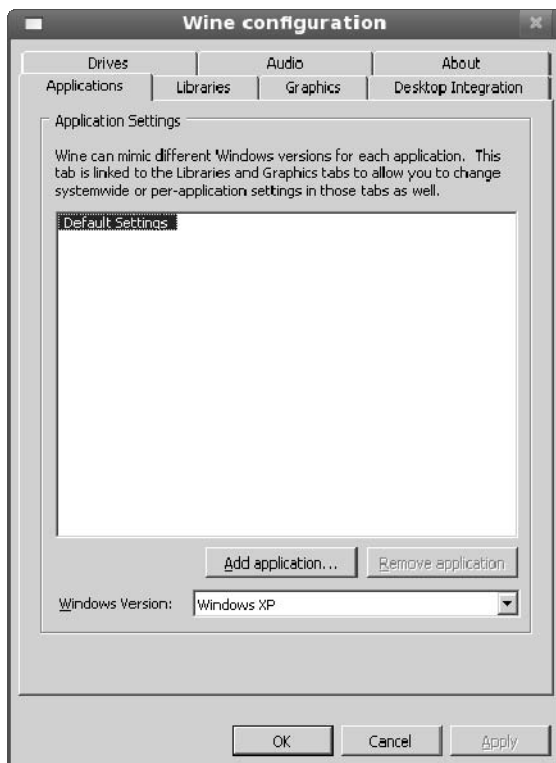 Wine configuration
Drives Audio About
Applications Libraries Graphics Desktop Integration
Application Settings
Wine can mimic different Windows versions for each application. This
tab is linked to the Libraries and Graphics tabs to allow you to change
systemwide or per-application settings in those tabs as well.
Default Settings
Add application... Remove application
Windows Version: Windows XP
OK Cancel Apply